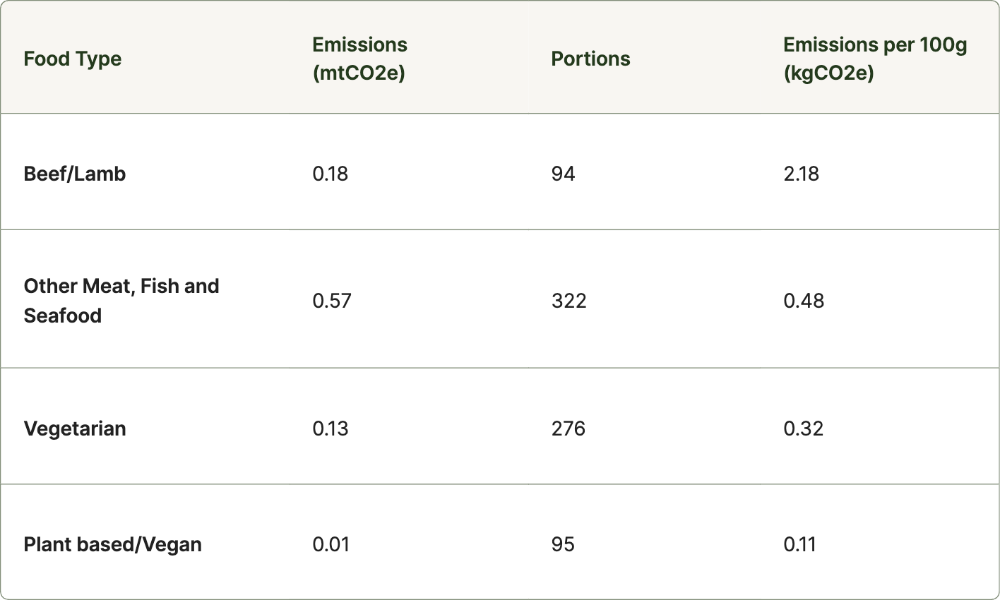 Food Type
Emissions
(mtCO2e)
Portions
Emissions per 100g
(kgCO2e)
Beef/Lamb
0.18
94
2.18
Other Meat, Fish and
Seafood
0.57
322
0.48
Vegetarian
0.13
276
0.32
Plant based/Vegan
0.01
95
0.11